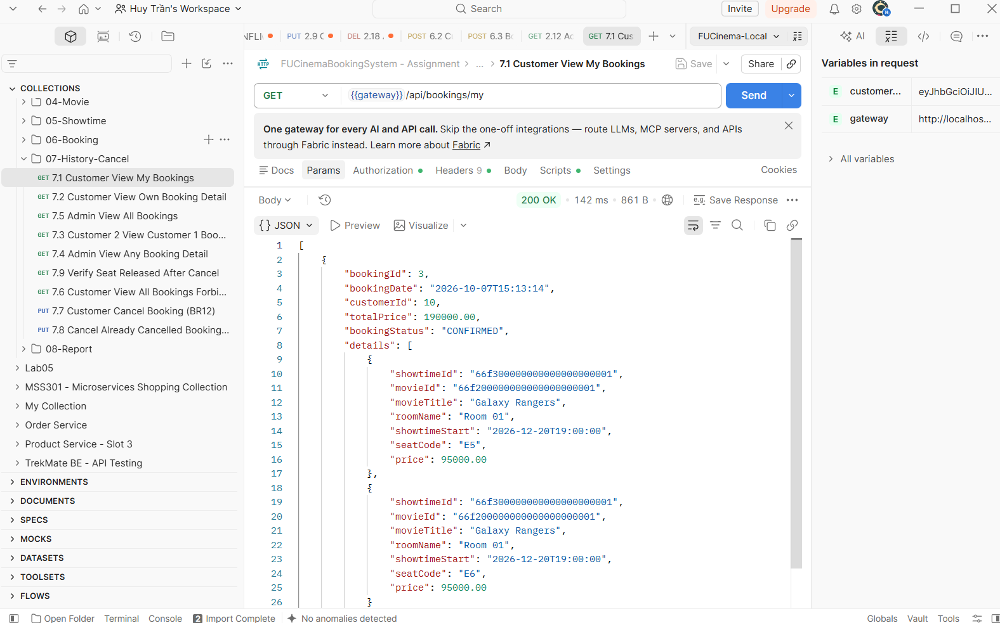 Huy Trần's Workspace
Search
Invite
Upgrade
PUT 2.9 C
DEL 2.18
POST 6.2 C
POST 6.3 B
GET 2.12 Ac
GET 7.1 Cus
FUCinema-Local
AI
HTTP
FUCinemaBookingSystem - Assignment > ... > 7.1 Customer View My Bookings
Save
Share
Variables in request
COLLECTIONS
04-Movie
05-Showtime
06-Booking
07-History-Cancel
GET 7.1 Customer View My Bookings
GET 7.2 Customer View Own Booking Detail
GET 7.5 Admin View All Bookings
GET 7.3 Customer 2 View Customer 1 Boo...
GET 7.4 Admin View Any Booking Detail
GET 7.9 Verify Seat Released After Cancel
GET 7.6 Customer View All Bookings Forbi...
PUT 7.7 Customer Cancel Booking (BR12)
PUT 7.8 Cancel Already Cancelled Booking...
08-Report
Lab05
MSS301 - Microservices Shopping Collection
My Collection
Order Service
Product Service - Slot 3
TrekMate BE - API Testing
ENVIRONMENTS
DOCUMENTS
SPECS
MOCKS
DATASETS
TOOLSETS
FLOWS
GET
{{gateway}} /api/bookings/my
Send
One gateway for every AI and API call. Skip the one-off integrations — route LLMs, MCP servers, and APIs
through Fabric instead. Learn more about Fabric ↗
Docs
Params
Authorization
Headers 9
Body
Scripts
Settings
Cookies
Body
200 OK
142 ms
861 B
e.g. Save Response
{} JSON
Preview
Visualize
1 [
2 {
3 "bookingId": 3,
4 "bookingDate": "2026-10-07T15:13:14",
5 "customerId": 10,
6 "totalPrice": 190000.00,
7 "bookingStatus": "CONFIRMED",
8 "details": [
9 {
10 "showtimeId": "66f300000000000000000001",
11 "movieId": "66f200000000000000000001",
12 "movieTitle": "Galaxy Rangers",
13 "roomName": "Room 01",
14 "showtimeStart": "2026-12-20T19:00:00",
15 "seatCode": "E5",
16 "price": 95000.00
17 },
18 {
19 "showtimeId": "66f300000000000000000001",
20 "movieId": "66f200000000000000000001",
21 "movieTitle": "Galaxy Rangers",
22 "roomName": "Room 01",
23 "showtimeStart": "2026-12-20T19:00:00",
24 "seatCode": "E6",
25 "price": 95000.00
26 }
E customer... eyJhbGciOiJIU...
E gateway http://localhos...
All variables
Open Folder
Terminal
Console
2 Import Complete
No anomalies detected
Globals
Vault
Tools